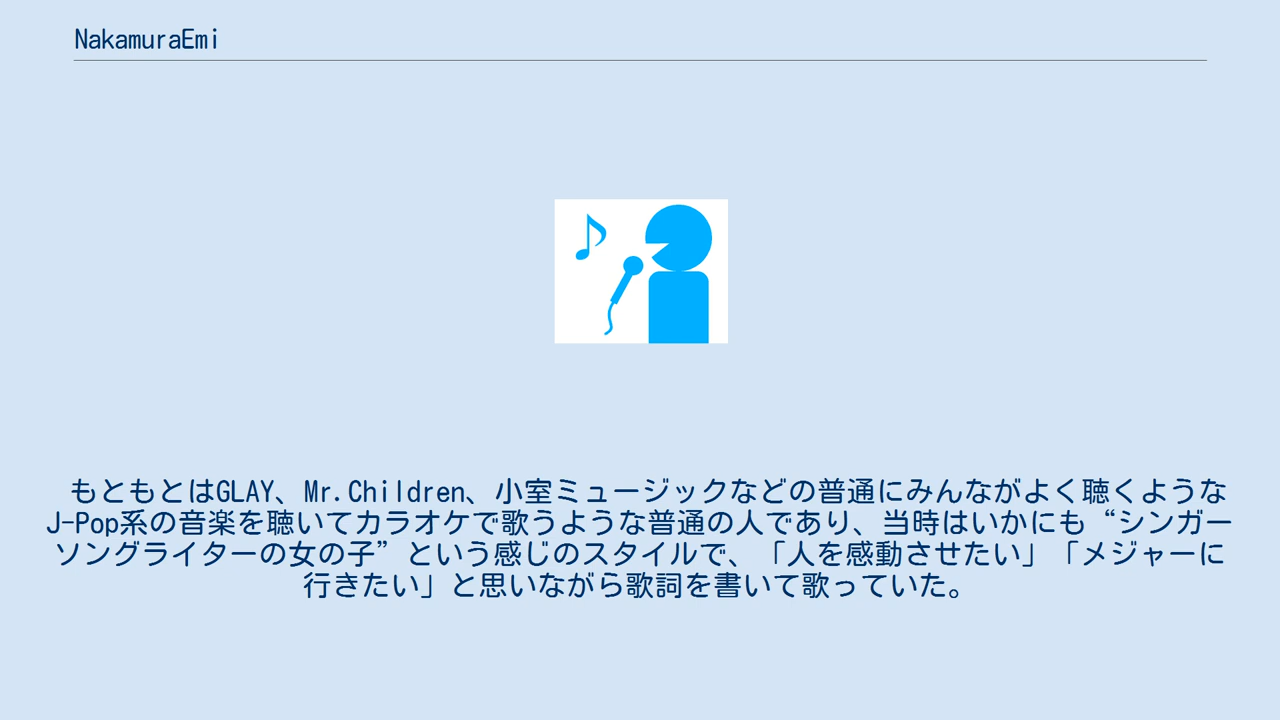 NakamuraEmi
もともとはGLAY、Mr.Children、小室ミュージックなどの普通にみんながよく聴くような
J-Pop系の音楽を聴いてカラオケで歌うような普通の人であり、当時はいかにも“シンガー
ソングライターの女の子”という感じのスタイルで、「人を感動させたい」「メジャーに
行きたい」と思いながら歌詞を書いて歌っていた。